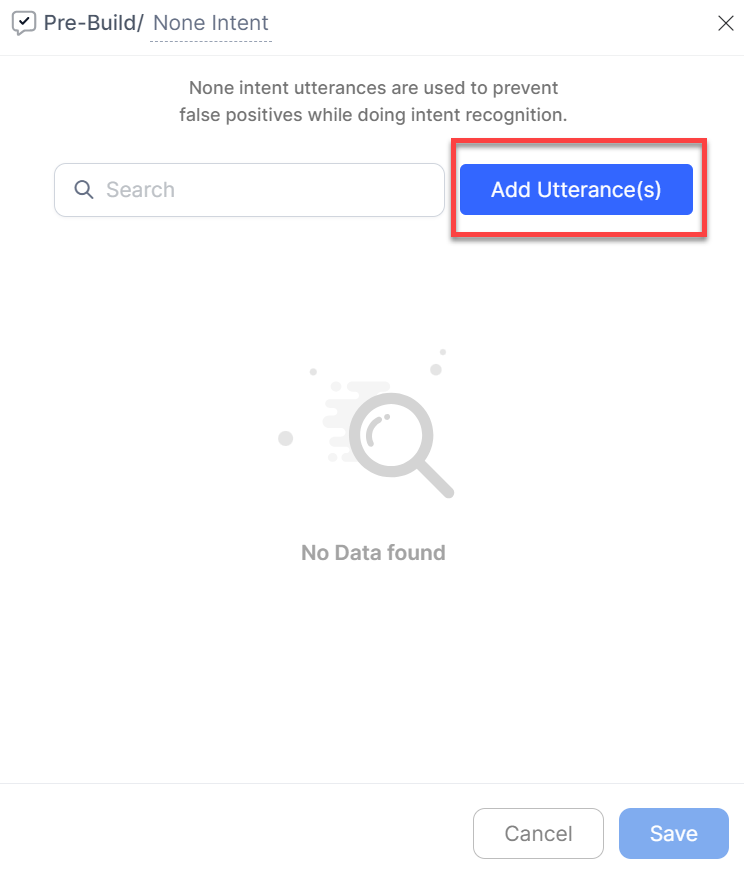 Pre-Build/ None Intent
None intent utterances are used to prevent
false positives while doing intent recognition.
Search
Add Utterance(s)
No Data found
Cancel
Save